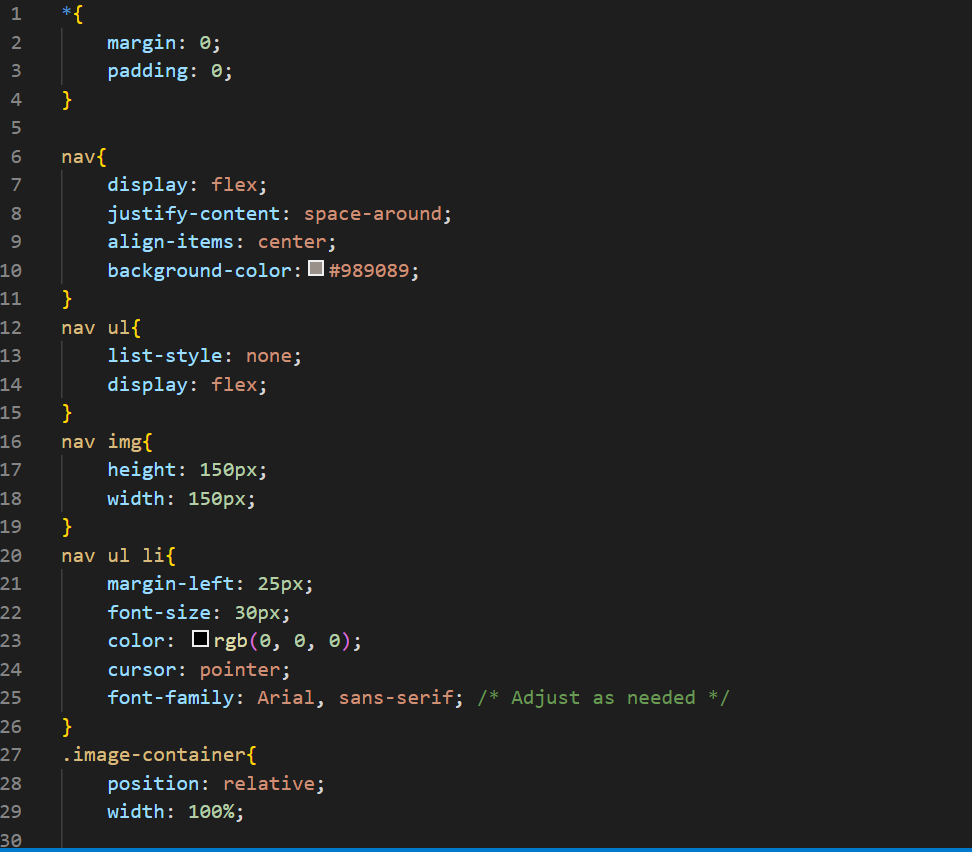 1 *{
2     margin: 0;
3     padding: 0;
4 }
5
6 nav{
7     display: flex;
8     justify-content: space-around;
9     align-items: center;
10     background-color: #989089;
11 }
12 nav ul{
13     list-style: none;
14     display: flex;
15 }
16 nav img{
17     height: 150px;
18     width: 150px;
19 }
20 nav ul li{
21     margin-left: 25px;
22     font-size: 30px;
23     color: rgb(0, 0, 0);
24     cursor: pointer;
25     font-family: Arial, sans-serif; /* Adjust as needed */
26 }
27 .image-container{
28     position: relative;
29     width: 100%;
30